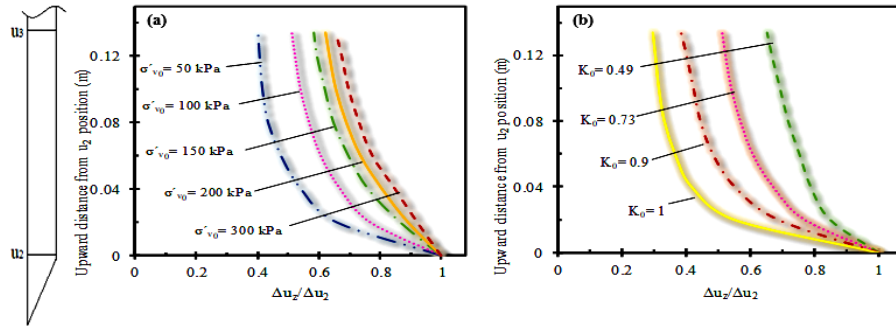 u₃
u₂
(a)
Upward distance from u₂ position (m)
0.12
0.08
0.04
0
0 0.2 0.4 0.6 0.8 1
Δu_z/Δu₂
σ´v₀= 50 kPa
σ´v₀= 100 kPa
σ´v₀= 150 kPa
σ´v₀= 200 kPa
σ´v₀= 300 kPa
(b)
Upward distance from u₂ position (m)
0.12
0.08
0.04
0
0 0.2 0.4 0.6 0.8 1
Δu_z/Δu₂
K₀= 0.49
K₀= 0.73
K₀= 0.9
K₀= 1